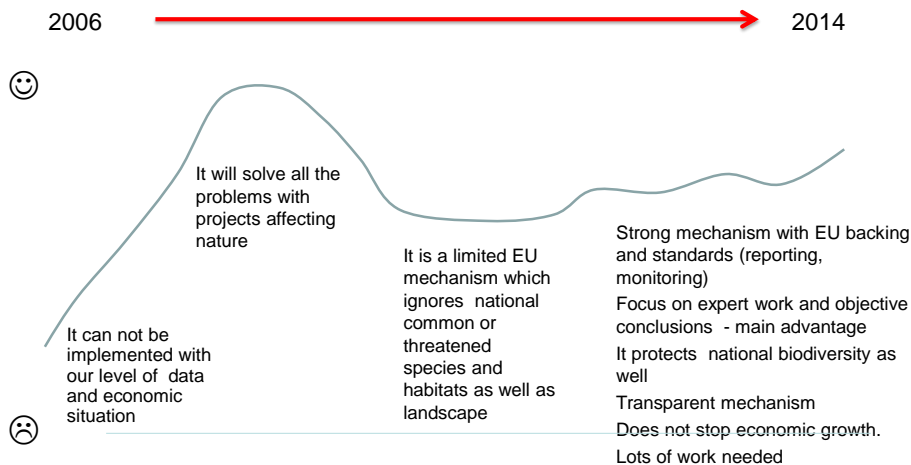 2006
2014
It will solve all the
problems with
projects affecting
nature
It can not be
implemented with
our level of data
and economic
situation
It is a limited EU
mechanism which
ignores national
common or
threatened
species and
habitats as well as
landscape
Strong mechanism with EU backing
and standards (reporting,
monitoring)
Focus on expert work and objective
conclusions - main advantage
It protects national biodiversity as
well
Transparent mechanism
Does not stop economic growth.
Lots of work needed